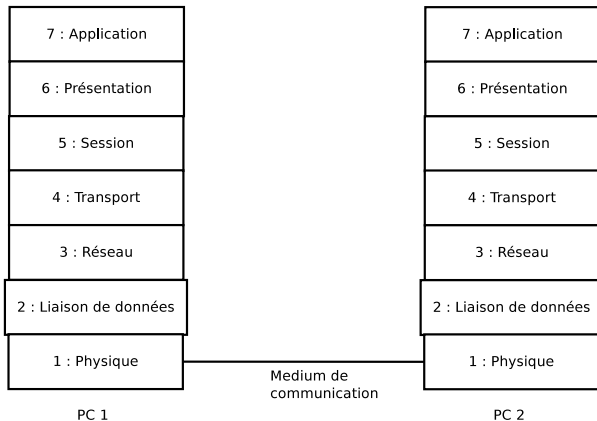 7 : Application
6 : Présentation
5 : Session
4 : Transport
3 : Réseau
2 : Liaison de données
1 : Physique
PC 1
Medium de
communication
7 : Application
6 : Présentation
5 : Session
4 : Transport
3 : Réseau
2 : Liaison de données
1 : Physique
PC 2